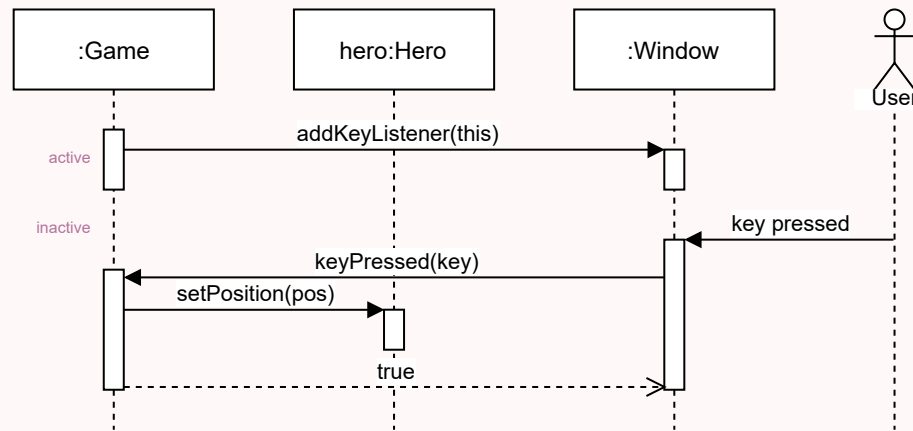 :Game
hero:Hero
:Window
User
addKeyListener(this)
active
inactive
key pressed
keyPressed(key)
setPosition(pos)
true